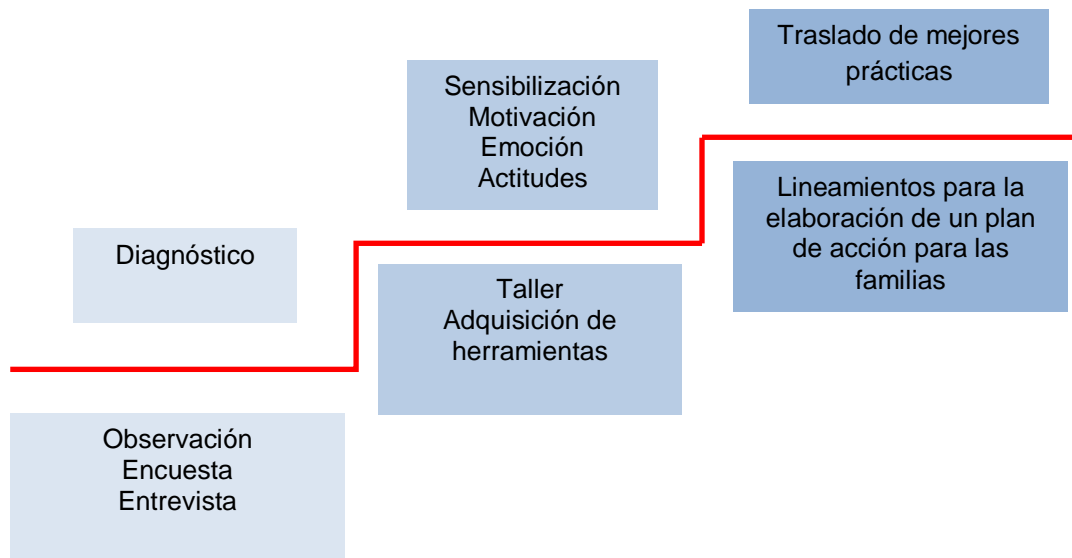 Diagnóstico
Observación
Encuesta
Entrevista
Sensibilización
Motivación
Emoción
Actitudes
Taller
Adquisición de
herramientas
Traslado de mejores
prácticas
Lineamientos para la
elaboración de un plan
de acción para las
familias